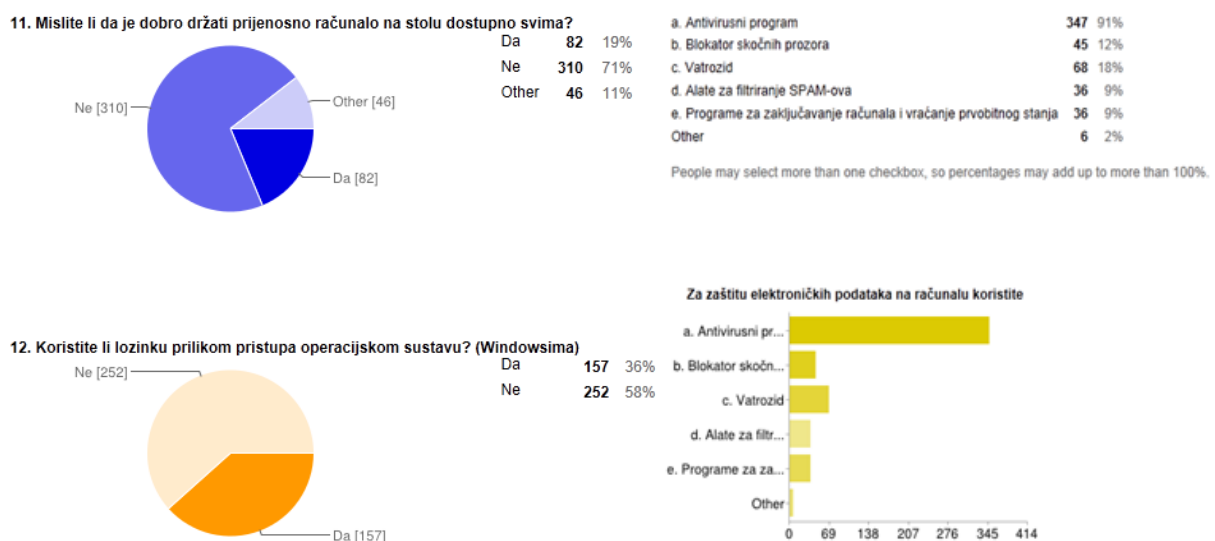 11. Mislite li da je dobro držati prijenosno računalo na stolu dostupno svima?
Da 82 19%
Ne 310 71%
Other 46 11%
Ne [310]
Other [46]
Da [82]
12. Koristite li lozinku prilikom pristupa operacijskom sustavu? (Windowsima)
Da 157 36%
Ne 252 58%
Ne [252]
Da [157]
a. Antivirusni program 347 91%
b. Blokator skočnih prozora 45 12%
c. Vatrozid 68 18%
d. Alate za filtriranje SPAM-ova 36 9%
e. Programe za zaključavanje računala i vraćanje prvobitnog stanja 36 9%
Other 6 2%
People may select more than one checkbox, so percentages may add up to more than 100%.
Za zaštitu elektroničkih podataka na računalu koristite
a. Antivirusni pr...
b. Blokator skočn...
c. Vatrozid
d. Alate za filtr...
e. Programe za za...
Other
0 69 138 207 276 345 414